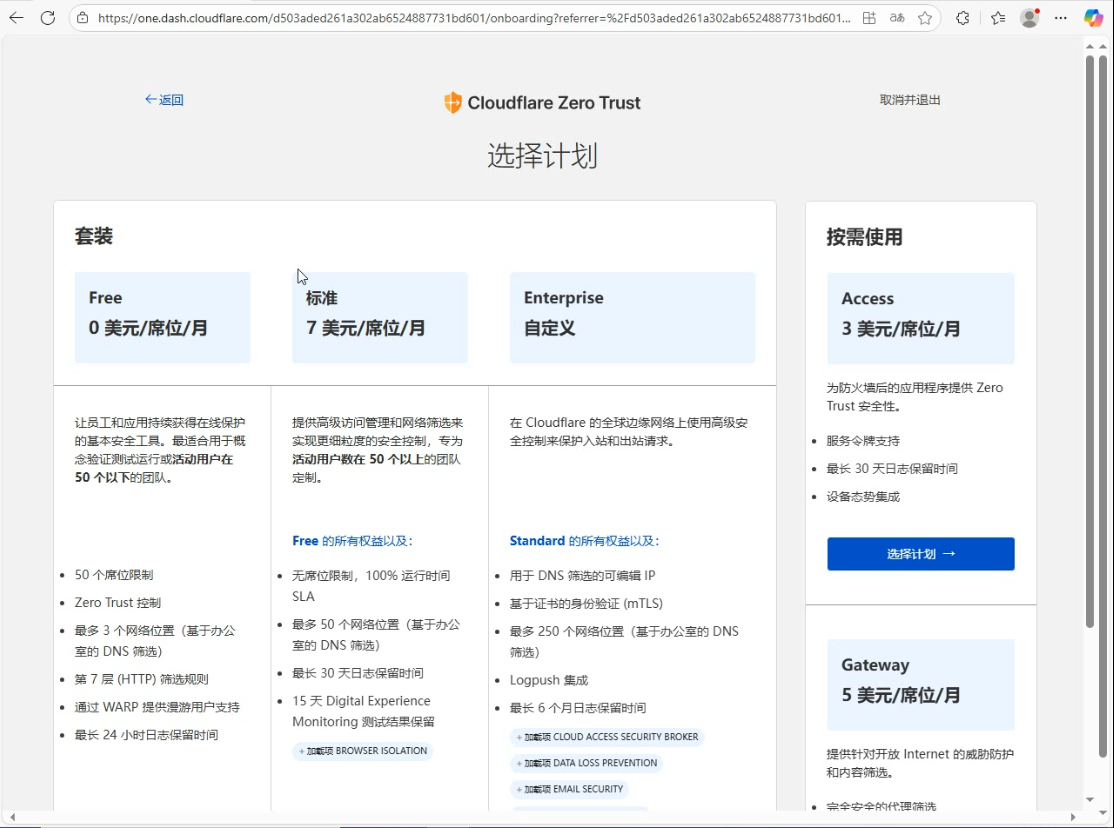 https://one.dash.cloudflare.com/d503aded261a302ab6524887731bd601/onboarding?referrer=%2Fd503aded261a302ab6524887731bd601...
aあ
←返回
Cloudflare Zero Trust
取消并退出
选择计划
套装
Free
0 美元/席位/月
标准
7 美元/席位/月
Enterprise
自定义
让员工和应用持续获得在线保护
的基本安全工具。最适合用于概
念验证测试运行或活动用户在
50 个以下的团队。
• 50 个席位限制
• Zero Trust 控制
• 最多 3 个网络位置（基于办公
室的 DNS 筛选）
• 第 7 层 (HTTP) 筛选规则
• 通过 WARP 提供漫游用户支持
• 最长 24 小时日志保留时间
提供高级访问管理和网络筛选来
实现更细粒度的安全控制，专为
活动用户数在 50 个以上的团队
定制。
Free 的所有权益以及：
• 无席位限制，100% 运行时间
SLA
• 最多 50 个网络位置（基于办公
室的 DNS 筛选）
• 最长 30 天日志保留时间
• 15 天 Digital Experience
Monitoring 测试结果保留
+ 加载项 BROWSER ISOLATION
在 Cloudflare 的全球边缘网络上使用高级安
全控制来保护入站和出站请求。
Standard 的所有权益以及：
• 用于 DNS 筛选的可编辑 IP
• 基于证书的身份验证 (mTLS)
• 最多 250 个网络位置（基于办公室的 DNS
筛选）
• Logpush 集成
• 最长 6 个月日志保留时间
+ 加载项 CLOUD ACCESS SECURITY BROKER
+ 加载项 DATA LOSS PREVENTION
+ 加载项 EMAIL SECURITY
按需使用
Access
3 美元/席位/月
为防火墙后的应用程序提供 Zero
Trust 安全性。
• 服务令牌支持
• 最长 30 天日志保留时间
• 设备态势集成
选择计划 →
Gateway
5 美元/席位/月
提供针对开放 Internet 的威胁防护
和内容筛选。
• 完全安全的代理筛选